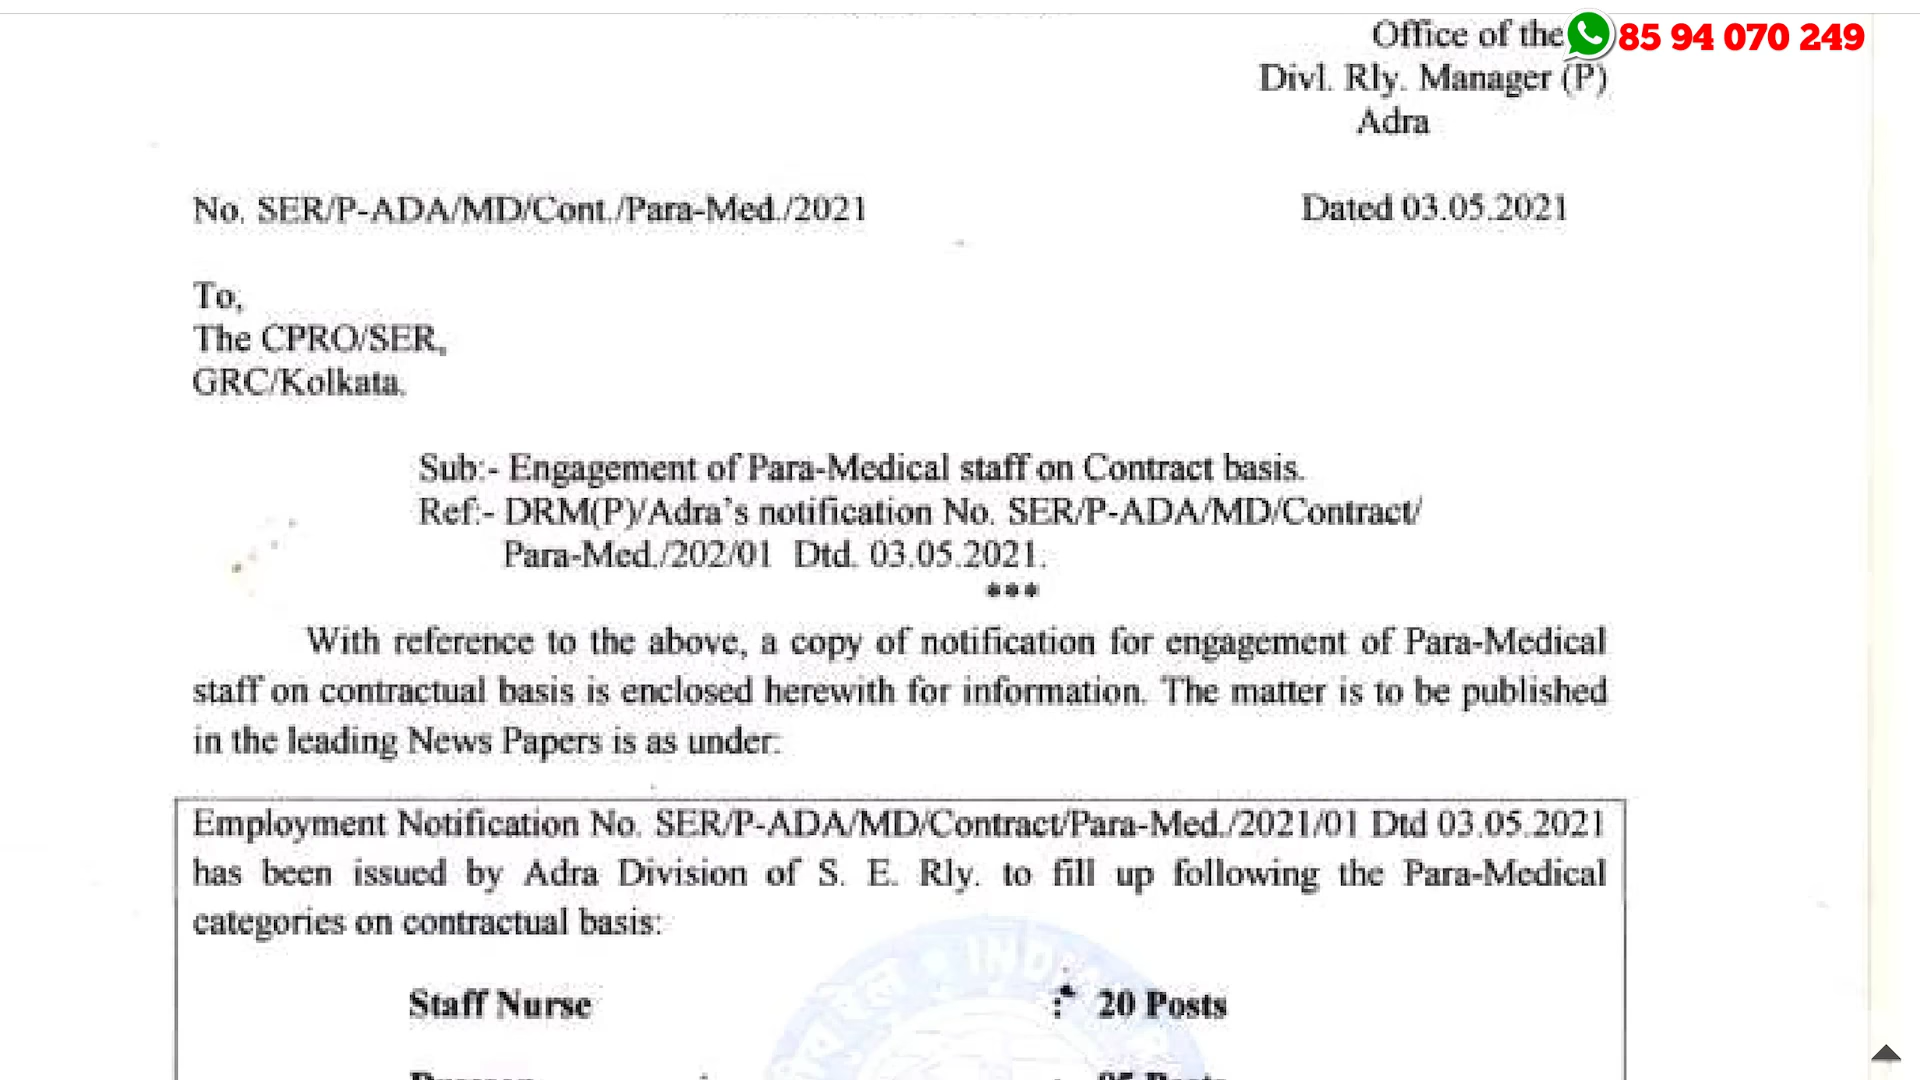 Office of the
85 94 070 249
Divl. Rly. Manager (P)
Adra
No. SER/P-ADA/MD/Cont./Para-Med./2021
Dated 03.05.2021
To,
The CPRO/SER,
GRC/Kolkata.
Sub:- Engagement of Para-Medical staff on Contract basis.
Ref:- DRM(P)/Adra's notification No. SER/P-ADA/MD/Contract/
Para-Med./202/01 Dtd. 03.05.2021.
***
With reference to the above, a copy of notification for engagement of Para-Medical
staff on contractual basis is enclosed herewith for information. The matter is to be published
in the leading News Papers is as under:
Employment Notification No. SER/P-ADA/MD/Contract/Para-Med./2021/01 Dtd 03.05.2021
has been issued by Adra Division of S. E. Rly. to fill up following the Para-Medical
categories on contractual basis:
Staff Nurse : 20 Posts